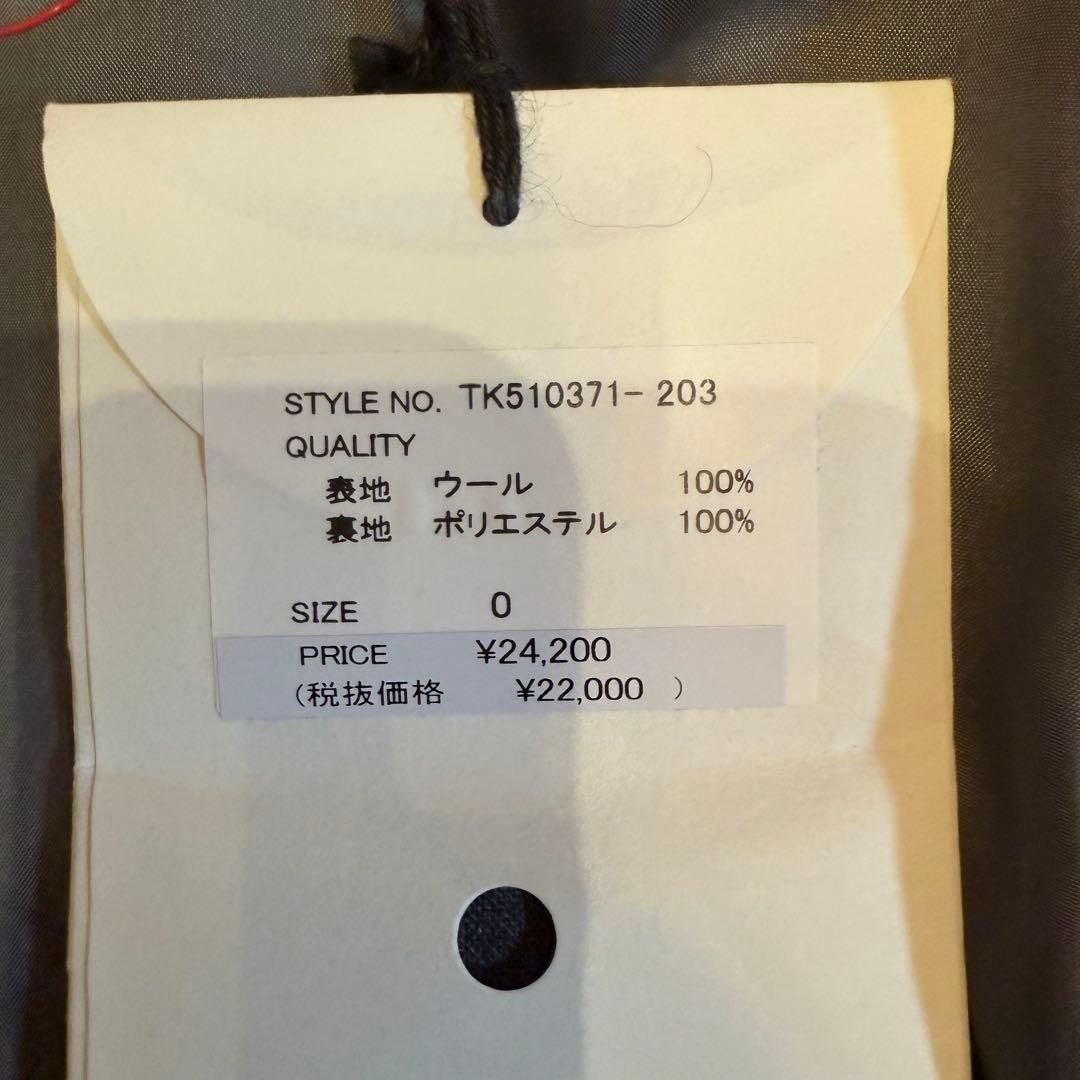 STYLE NO. TK510371-203
QUALITY
表地 ウール 100%
裏地 ポリエステル 100%
SIZE 0
PRICE ¥24,200
(税抜価格 ¥22,000 )